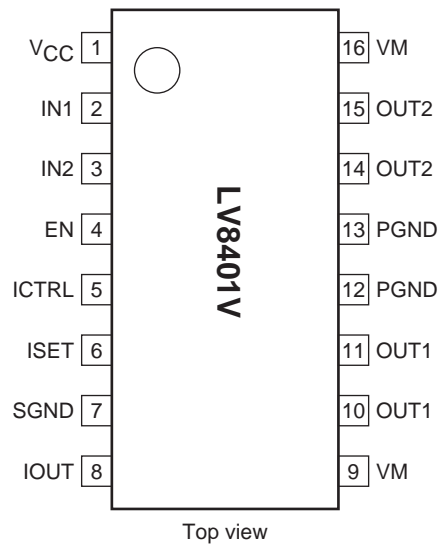 VCC 1 16 VM
IN1 2 15 OUT2
IN2 3 14 OUT2
EN 4 13 PGND
ICTRL 5 12 PGND
ISET 6 11 OUT1
SGND 7 10 OUT1
IOUT 8 9 VM
LV8401V
Top view